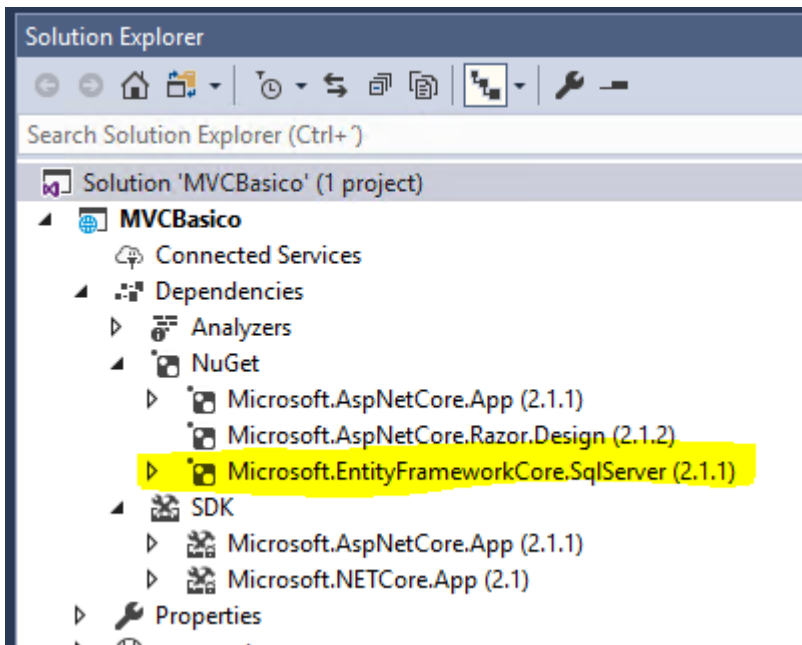 Solution Explorer
Search Solution Explorer (Ctrl+´)
Solution 'MVCBasico' (1 project)
MVCBasico
Connected Services
Dependencies
Analyzers
NuGet
Microsoft.AspNetCore.App (2.1.1)
Microsoft.AspNetCore.Razor.Design (2.1.2)
Microsoft.EntityFrameworkCore.SqlServer (2.1.1)
SDK
Microsoft.AspNetCore.App (2.1.1)
Microsoft.NETCore.App (2.1)
Properties